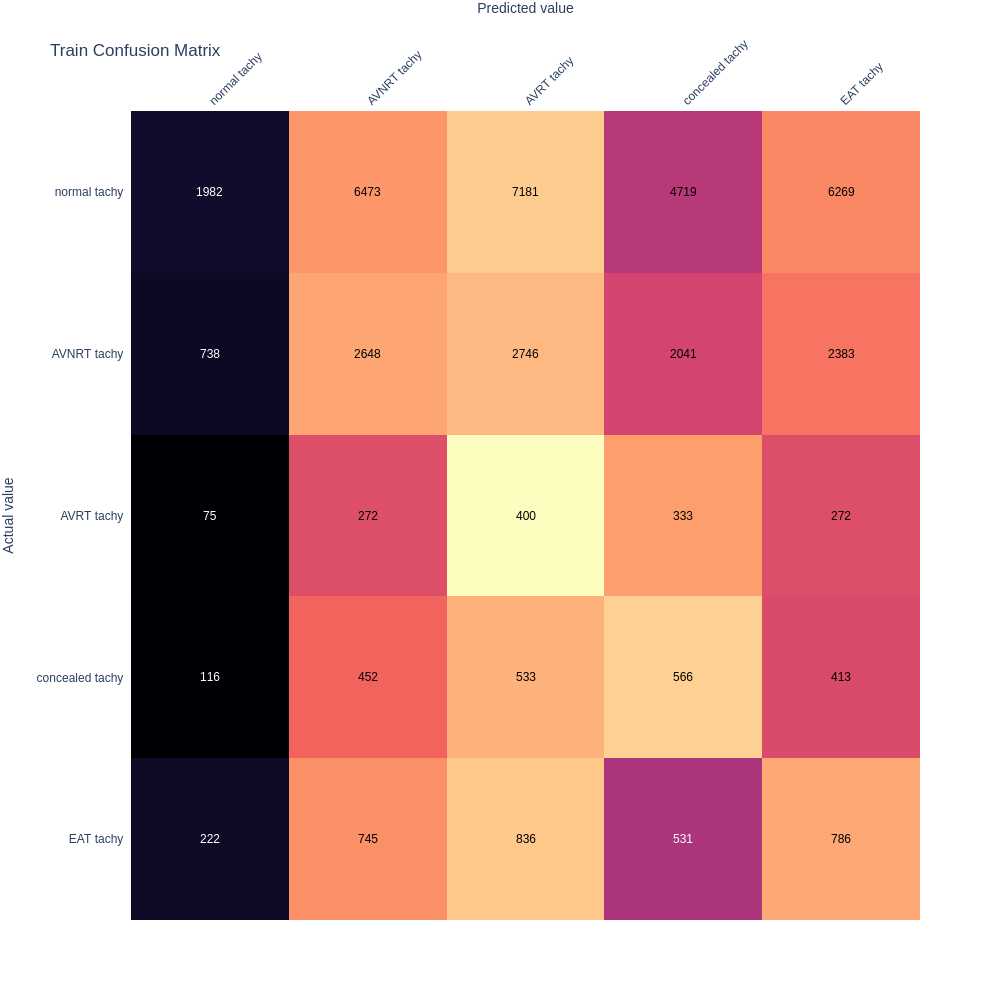 Predicted value
Train Confusion Matrix
normal tachy AVNRT tachy AVRT tachy concealed tachy EAT tachy
normal tachy 1982 6473 7181 4719 6269
AVNRT tachy 738 2648 2746 2041 2383
Actual value
AVRT tachy 75 272 400 333 272
concealed tachy 116 452 533 566 413
EAT tachy 222 745 836 531 786